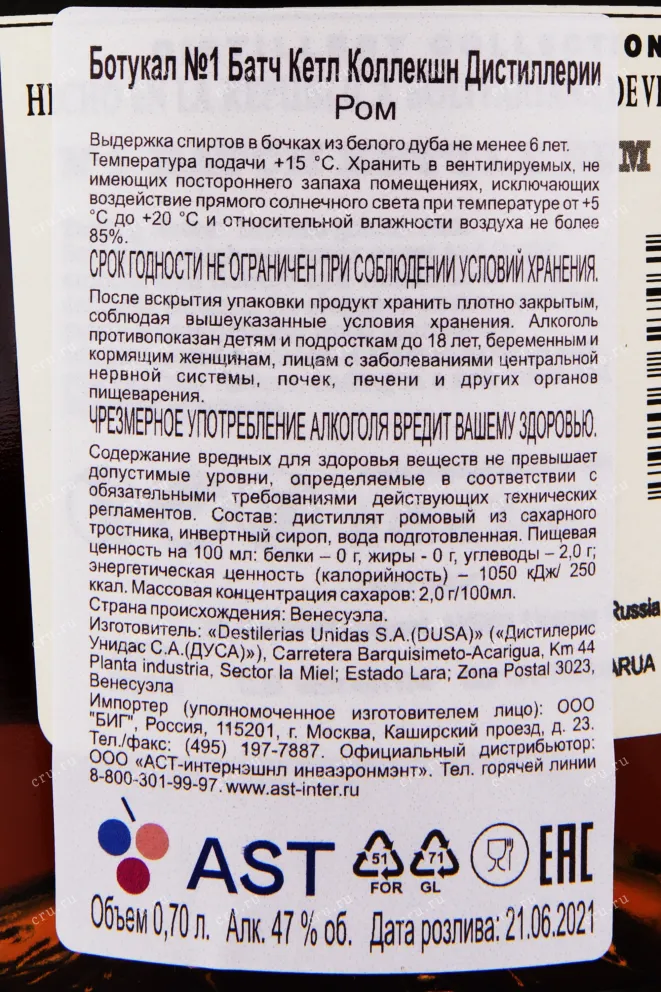 Ботукал №1 Батч Кетл Коллекшн Дистиллерии
Ром
Выдержка спиртов в бочках из белого дуба не менее 6 лет.
Температура подачи +15 °С. Хранить в вентилируемых, не
имеющих постороннего запаха помещениях, исключающих
воздействие прямого солнечного света при температуре от +5
°С до +20 °С и относительной влажности воздуха не более
85%.
СРОК ГОДНОСТИ НЕ ОГРАНИЧЕН ПРИ СОБЛЮДЕНИИ УСЛОВИЙ ХРАНЕНИЯ.
После вскрытия упаковки продукт хранить плотно закрытым,
соблюдая вышеуказанные условия хранения. Алкоголь
противопоказан детям и подросткам до 18 лет, беременным и
кормящим женщинам, лицам с заболеваниями центральной
нервной системы, почек, печени и других органов
пищеварения.
ЧРЕЗМЕРНОЕ УПОТРЕБЛЕНИЕ АЛКОГОЛЯ ВРЕДИТ ВАШЕМУ ЗДОРОВЬЮ.
Содержание вредных для здоровья веществ не превышает
допустимые уровни, определяемые в соответствии с
обязательными требованиями действующих технических
регламентов. Состав: дистиллят ромовый из сахарного
тростника, инвертный сироп, вода подготовленная. Пищевая
ценность на 100 мл: белки – 0 г, жиры - 0 г, углеводы – 2,0 г;
энергетическая ценность (калорийность) – 1050 кДж/ 250
ккал. Массовая концентрация сахаров: 2,0 г/100мл.
Страна происхождения: Венесуэла.
Изготовитель: «Destilerias Unidas S.A.(DUSA)» («Дистилерис
Унидас С.А.(ДУСА)»), Carretera Barquisimeto-Acarigua, Km 44
Planta industria, Sector la Miel; Estado Lara; Zona Postal 3023,
Венесуэла
Импортер (уполномоченное изготовителем лицо): ООО
"БИГ", Россия, 115201, г. Москва, Каширский проезд, д. 23.
Тел./факс: (495) 197-7887. Официальный дистрибьютор:
ООО «АСТ-интернэшнл инваэронмэнт». Тел. горячей линии
8-800-301-99-97. www.ast-inter.ru
AST
51 71
FOR GL
EAC
Объем 0,70 л. Алк. 47 % об. Дата розлива: 21.06.2021
ON
HE
DE VE
M
Russia
ARUA
cru.ru